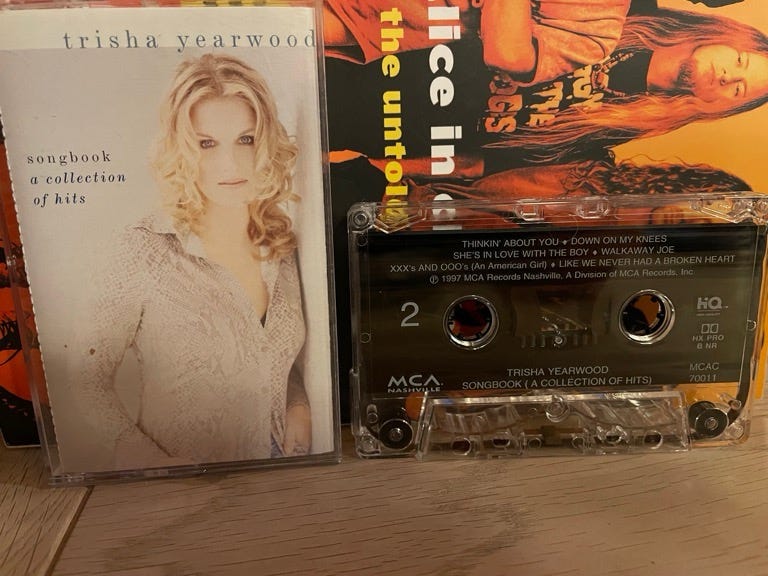 trisha yearwood
songbook
a collection
of hits
lice in
the untol
THINKIN' ABOUT YOU ♦ DOWN ON MY KNEES
SHE'S IN LOVE WITH THE BOY ♦ WALKAWAY JOE
XXX's AND OOO's (An American Girl) ♦ LIKE WE NEVER HAD A BROKEN HEART
℗ 1997 MCA Records Nashville, A Division of MCA Records, Inc
2
HQ
HX PRO
B NR
TRISHA YEARWOOD
SONGBOOK ( A COLLECTION OF HITS)
MCA
NASHVILLE
MCAC
70011